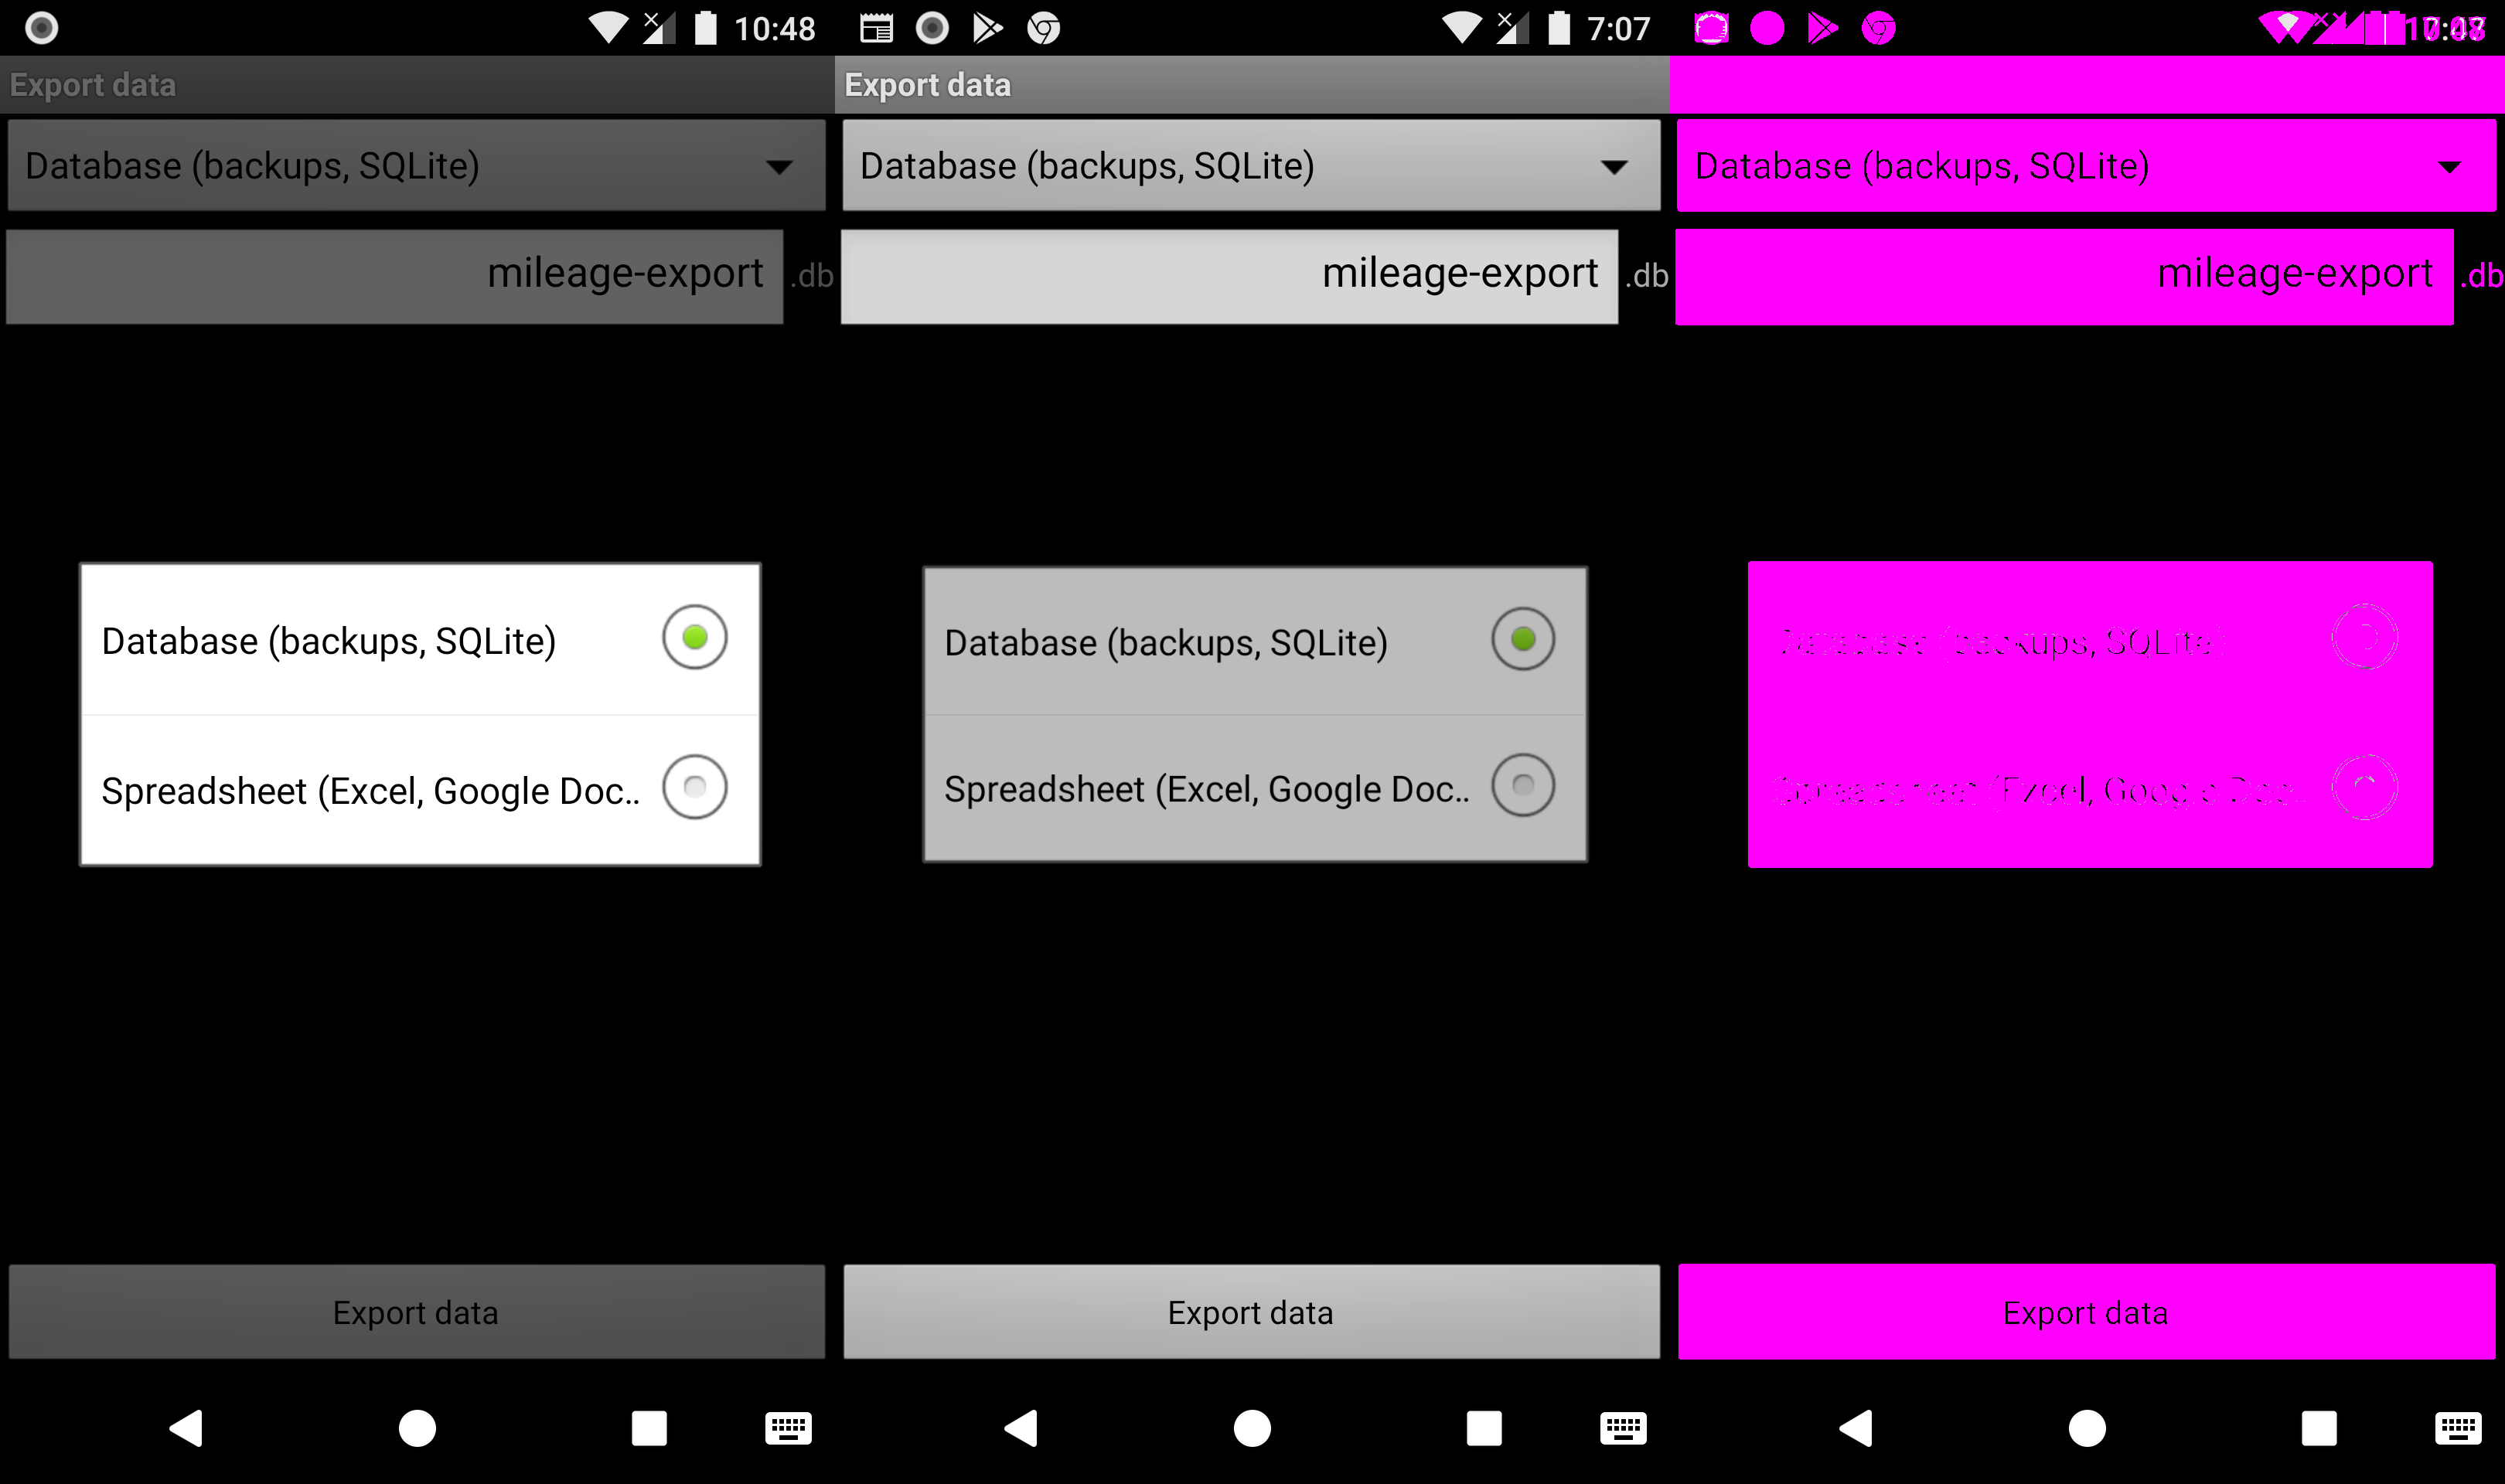 10:48
Export data
Database (backups, SQLite)
mileage-export .db
Database (backups, SQLite)
Spreadsheet (Excel, Google Doc..
Export data
7:07
Export data
Database (backups, SQLite)
mileage-export .db
Database (backups, SQLite)
Spreadsheet (Excel, Google Doc..
Export data
Database (backups, SQLite)
mileage-export .db
Database (backups, SQLite
Spreadsheet (Excel, Google Doc..
Export data